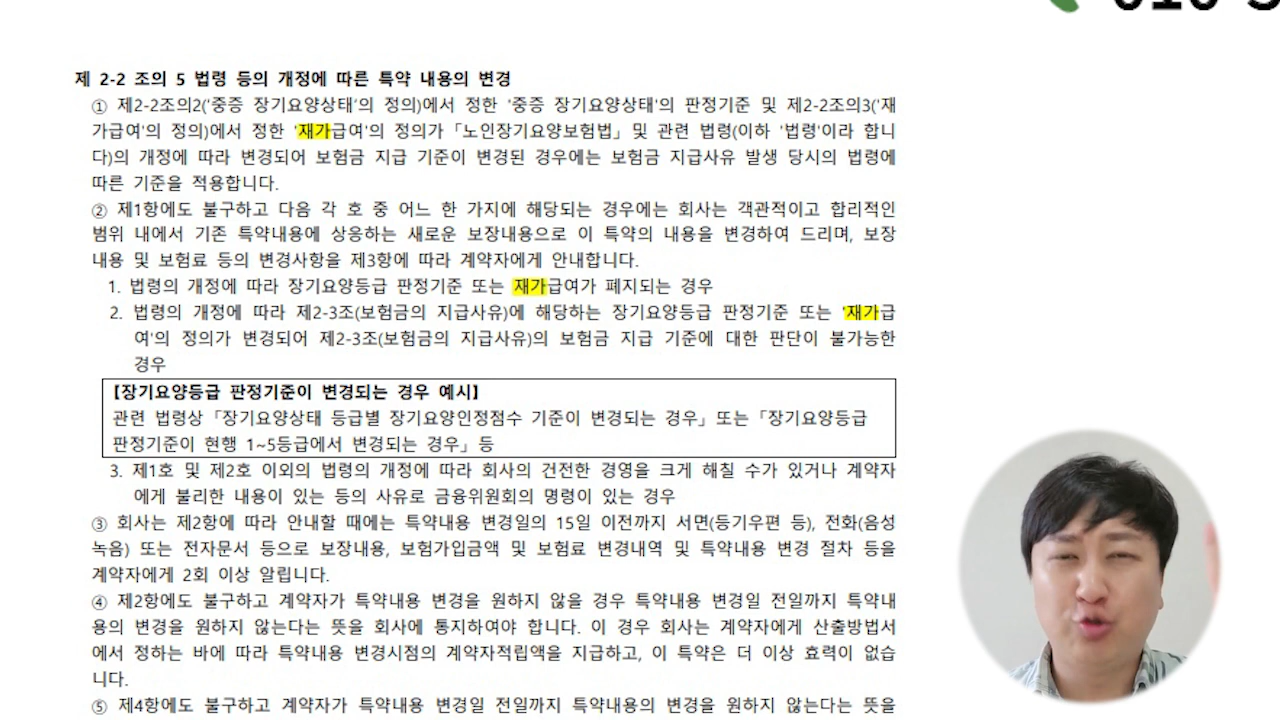 제 2-2 조의 5 법령 등의 개정에 따른 특약 내용의 변경
① 제2-2조의2('중증 장기요양상태'의 정의)에서 정한 '중증 장기요양상태'의 판정기준 및 제2-2조의3('재
가급여'의 정의)에서 정한 '재가급여'의 정의가 「노인장기요양보험법」 및 관련 법령(이하 '법령'이라 합니
다)의 개정에 따라 변경되어 보험금 지급 기준이 변경된 경우에는 보험금 지급사유 발생 당시의 법령에
따른 기준을 적용합니다.
② 제1항에도 불구하고 다음 각 호 중 어느 한 가지에 해당되는 경우에는 회사는 객관적이고 합리적인
범위 내에서 기존 특약내용에 상응하는 새로운 보장내용으로 이 특약의 내용을 변경하여 드리며, 보장
내용 및 보험료 등의 변경사항을 제3항에 따라 계약자에게 안내합니다.
1. 법령의 개정에 따라 장기요양등급 판정기준 또는 재가급여가 폐지되는 경우
2. 법령의 개정에 따라 제2-3조(보험금의 지급사유)에 해당하는 장기요양등급 판정기준 또는 '재가급
여'의 정의가 변경되어 제2-3조(보험금의 지급사유)의 보험금 지급 기준에 대한 판단이 불가능한
경우
【장기요양등급 판정기준이 변경되는 경우 예시】
관련 법령상 「장기요양상태 등급별 장기요양인정점수 기준이 변경되는 경우」 또는 「장기요양등급
판정기준이 현행 1~5등급에서 변경되는 경우」 등
3. 제1호 및 제2호 이외의 법령의 개정에 따라 회사의 건전한 경영을 크게 해칠 수가 있거나 계약자
에게 불리한 내용이 있는 등의 사유로 금융위원회의 명령이 있는 경우
③ 회사는 제2항에 따라 안내할 때에는 특약내용 변경일의 15일 이전까지 서면(등기우편 등), 전화(음성
녹음) 또는 전자문서 등으로 보장내용, 보험가입금액 및 보험료 변경내역 및 특약내용 변경 절차 등을
계약자에게 2회 이상 알립니다.
④ 제2항에도 불구하고 계약자가 특약내용 변경을 원하지 않을 경우 특약내용 변경일 전일까지 특약내
용의 변경을 원하지 않는다는 뜻을 회사에 통지하여야 합니다. 이 경우 회사는 계약자에게 산출방법서
에서 정하는 바에 따라 특약내용 변경시점의 계약자적립액을 지급하고, 이 특약은 더 이상 효력이 없습
니다.
⑤ 제4항에도 불구하고 계약자가 특약내용 변경일 전일까지 특약내용의 변경을 원하지 않는다는 뜻을